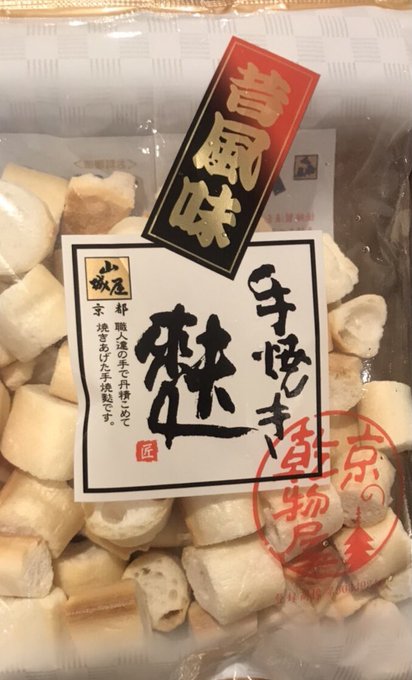 昔風味
手焼き
麩
山城屋
京都
職人達の手で丹精こめて
焼きあげた手焼麩です。
匠
京の
乾物屋